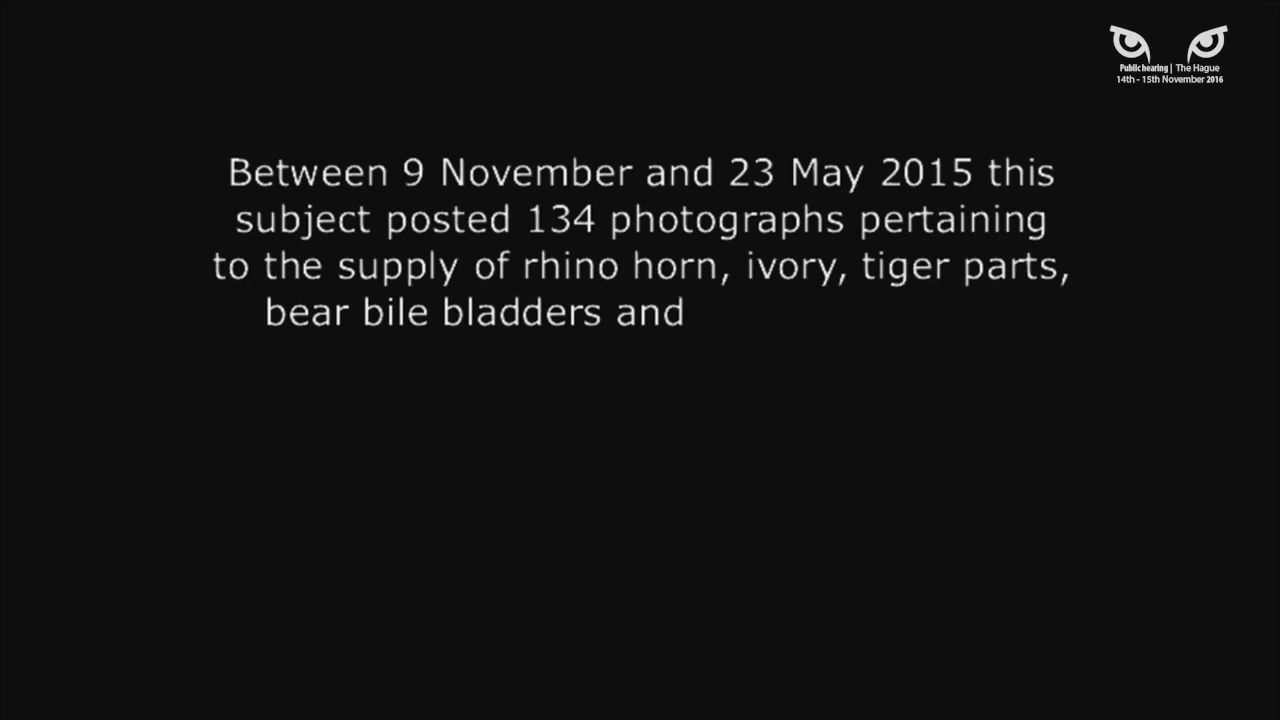 Public hearing | The Hague
14th - 15th November 2016
Between 9 November and 23 May 2015 this
subject posted 134 photographs pertaining
to the supply of rhino horn, ivory, tiger parts,
bear bile bladders and